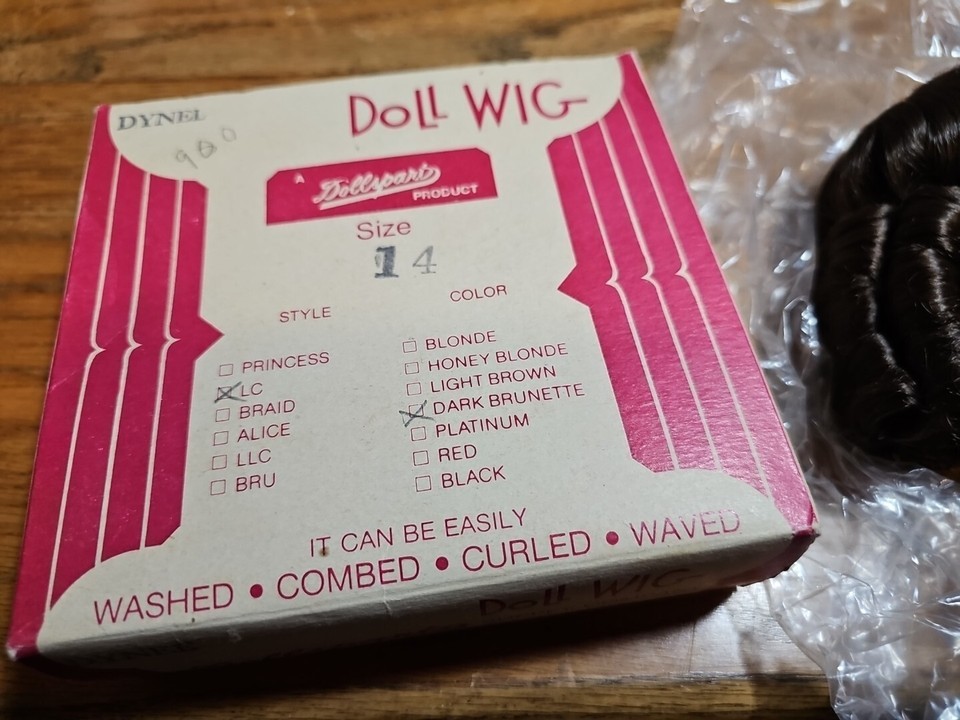 DYNEL
900
DOLL WIG
A Dollspart PRODUCT
Size
14
STYLE
PRINCESS
LC
BRAID
ALICE
LLC
BRU
COLOR
BLONDE
HONEY BLONDE
LIGHT BROWN
DARK BRUNETTE
PLATINUM
RED
BLACK
IT CAN BE EASILY
WASHED • COMBED • CURLED • WAVED
Doll WIG